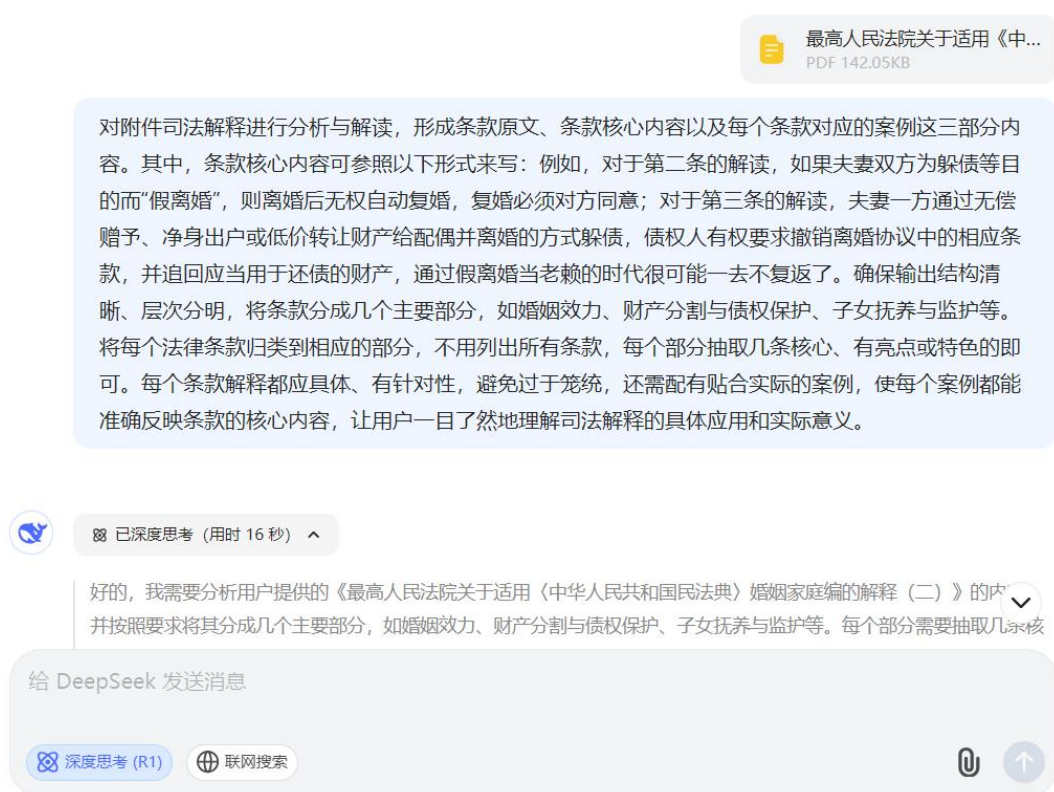 最高人民法院关于适用《中...
PDF 142.05KB
对附件司法解释进行分析与解读，形成条款原文、条款核心内容以及每个条款对应的案例这三部分内
容。其中，条款核心内容可参照以下形式来写：例如，对于第二条的解读，如果夫妻双方为躲债等目
的而“假离婚”，则离婚后无权自动复婚，复婚必须对方同意；对于第三条的解读，夫妻一方通过无偿
赠予、净身出户或低价转让财产给配偶并离婚的方式躲债，债权人有权要求撤销离婚协议中的相应条
款，并追回应当用于还债的财产，通过假离婚当老赖的时代很可能一去不复返了。确保输出结构清
晰、层次分明，将条款分成几个主要部分，如婚姻效力、财产分割与债权保护、子女抚养与监护等。
将每个法律条款归类到相应的部分，不用列出所有条款，每个部分抽取几条核心、有亮点或特色的即
可。每个条款解释都应具体、有针对性，避免过于笼统，还需配有贴合实际的案例，使每个案例都能
准确反映条款的核心内容，让用户一目了然地理解司法解释的具体应用和实际意义。
已深度思考（用时 16 秒）
好的，我需要分析用户提供的《最高人民法院关于适用〈中华人民共和国民法典〉婚姻家庭编的解释（二）》的内
并按照要求将其分成几个主要部分，如婚姻效力、财产分割与债权保护、子女抚养与监护等。每个部分需要抽取几条核
给 DeepSeek 发送消息
深度思考 (R1)
联网搜索